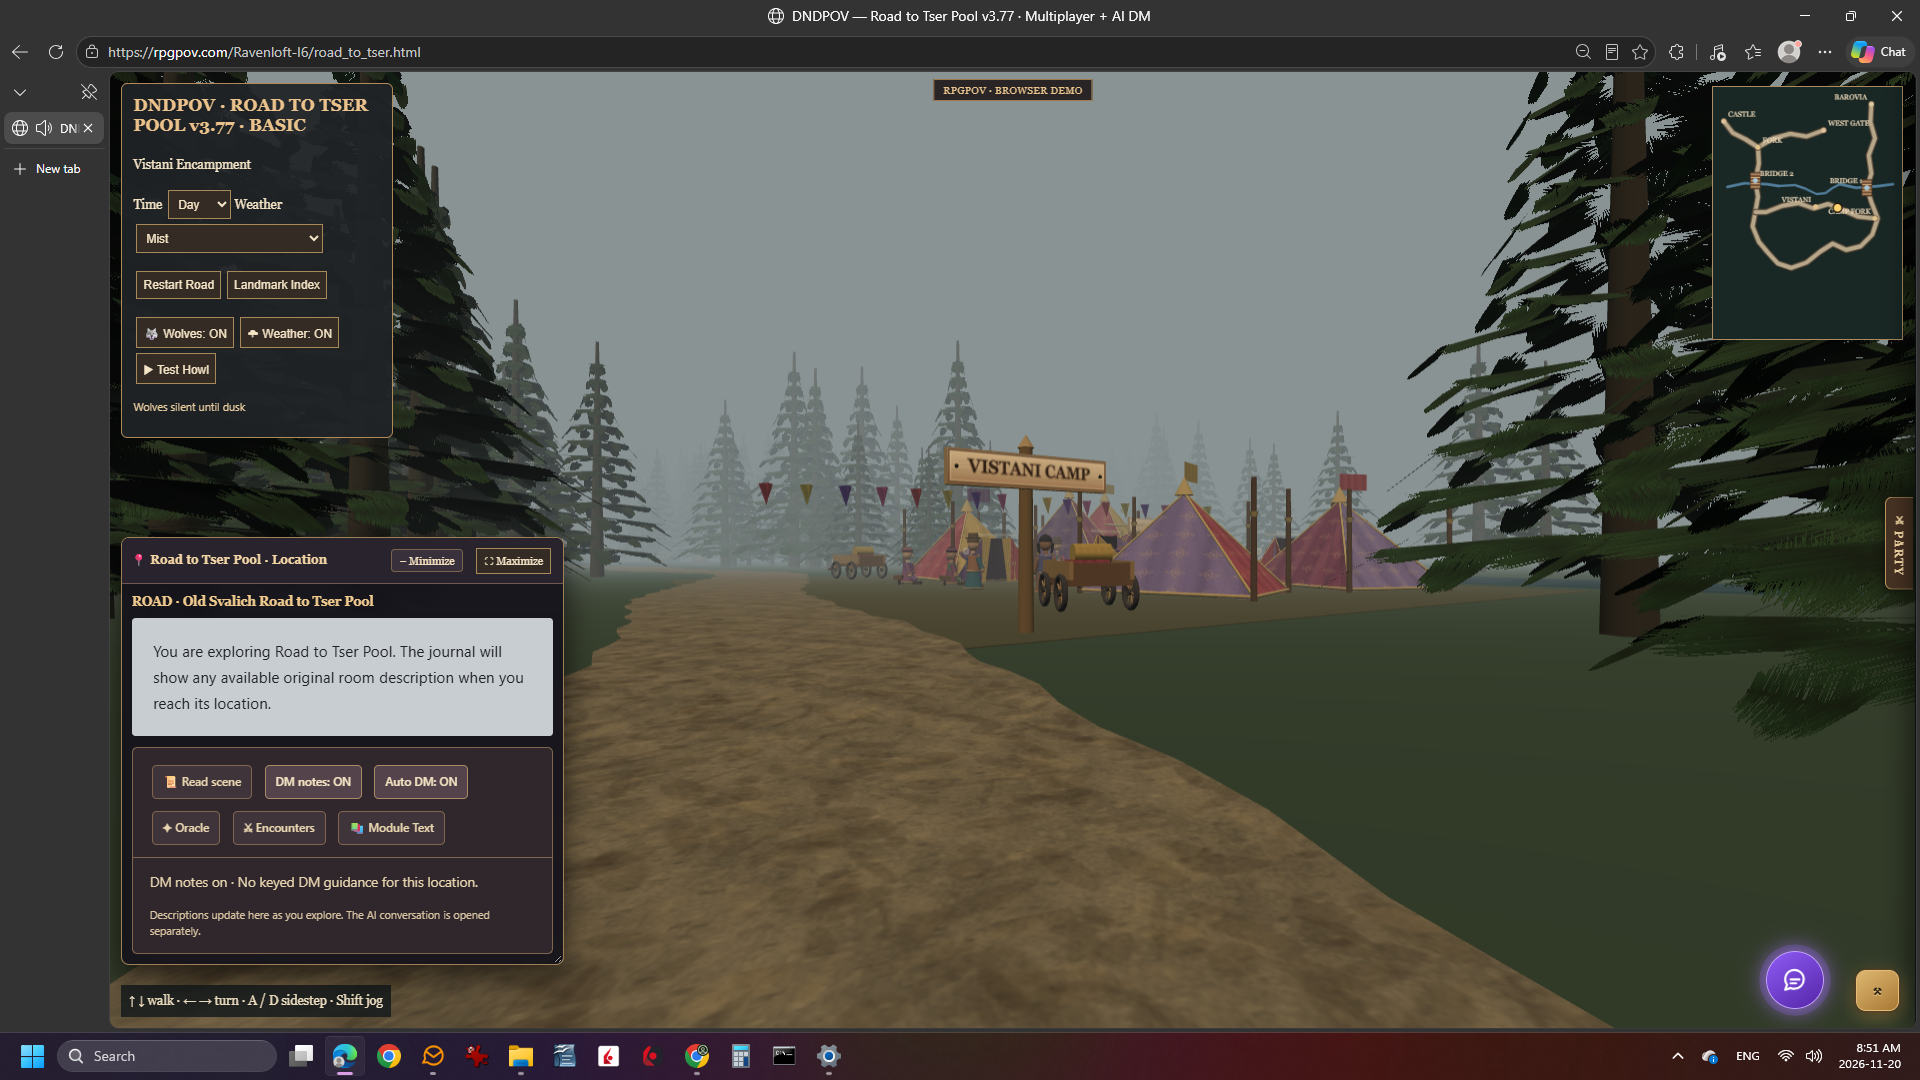 DNDPOV — Road to Tser Pool v3.77 · Multiplayer + AI DM
https://rpgpov.com/Ravenloft-I6/road_to_tser.html
Chat
DN
New tab
DNDPOV · ROAD TO TSER
POOL v3.77 · BASIC
Vistani Encampment
Time Day Weather
Mist
Restart Road Landmark Index
Wolves: ON Weather: ON
▶ Test Howl
Wolves silent until dusk
RPGPOV · BROWSER DEMO
BAROVIA
CASTLE
WEST GATE
FORK
BRIDGE 2
BRIDGE 1
VISTANI
FORK
VISTANI CAMP
PARTY
Road to Tser Pool · Location
– Minimize
Maximize
ROAD · Old Svalich Road to Tser Pool
You are exploring Road to Tser Pool. The journal will
show any available original room description when you
reach its location.
Read scene DM notes: ON Auto DM: ON
✦ Oracle ⚔ Encounters Module Text
DM notes on · No keyed DM guidance for this location.
Descriptions update here as you explore. The AI conversation is opened
separately.
↑ ↓ walk · ← → turn · A / D sidestep · Shift jog
Search
ENG
8:51 AM
2026-11-20